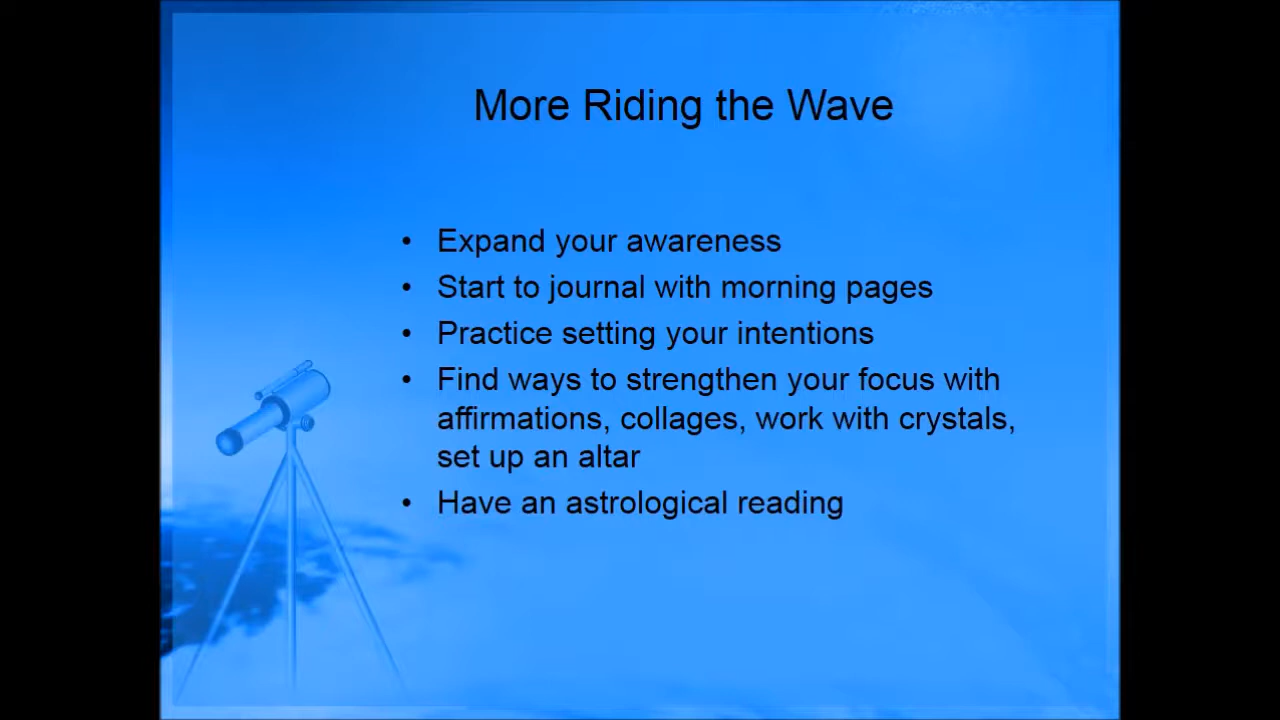 More Riding the Wave
• Expand your awareness
• Start to journal with morning pages
• Practice setting your intentions
• Find ways to strengthen your focus with
affirmations, collages, work with crystals,
set up an altar
• Have an astrological reading